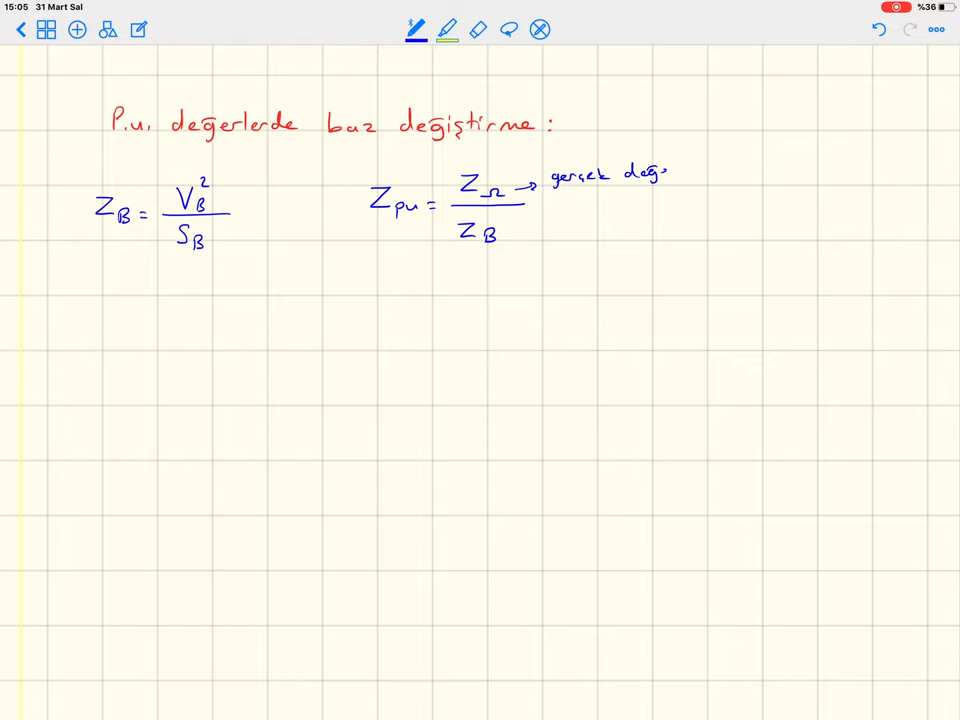 15:05 31 Mart Sal %36
P.u. değerlerde baz değiştirme :
Z_B = V_B^2 / S_B
Z_pu = Z_Ω / Z_B → gerçek değ.